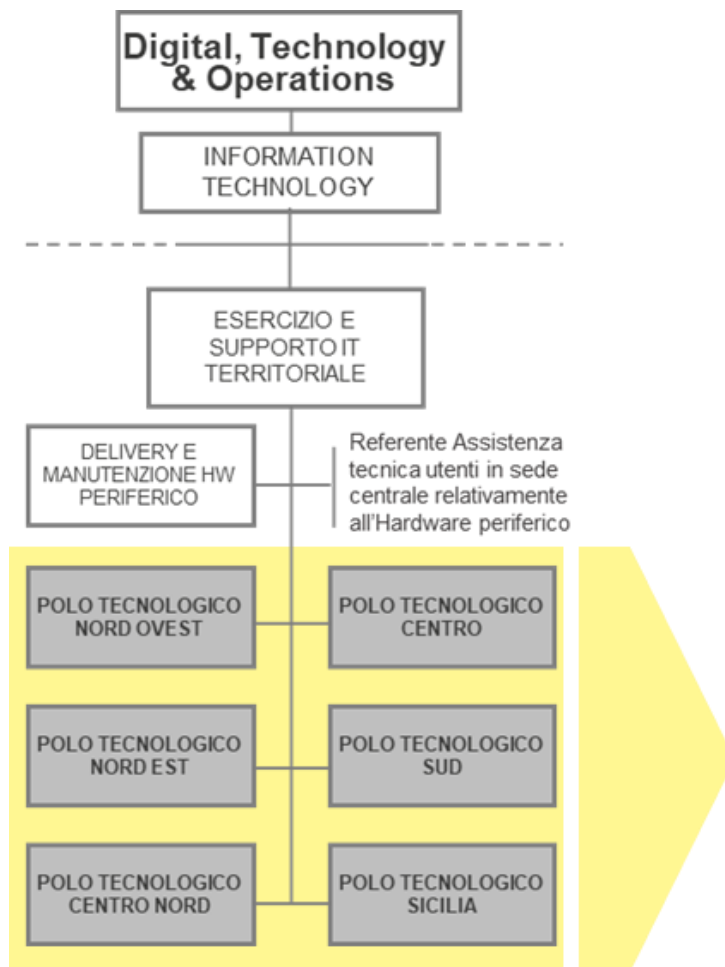 Digital, Technology
& Operations
INFORMATION
TECHNOLOGY
ESERCIZIO E
SUPPORTO IT
TERRITORIALE
DELIVERY E
MANUTENZIONE HW
PERIFERICO
Referente Assistenza
tecnica utenti in sede
centrale relativamente
all'Hardware periferico
POLO TECNOLOGICO
NORD OVEST
POLO TECNOLOGICO
CENTRO
POLO TECNOLOGICO
NORD EST
POLO TECNOLOGICO
SUD
POLO TECNOLOGICO
CENTRO NORD
POLO TECNOLOGICO
SICILIA